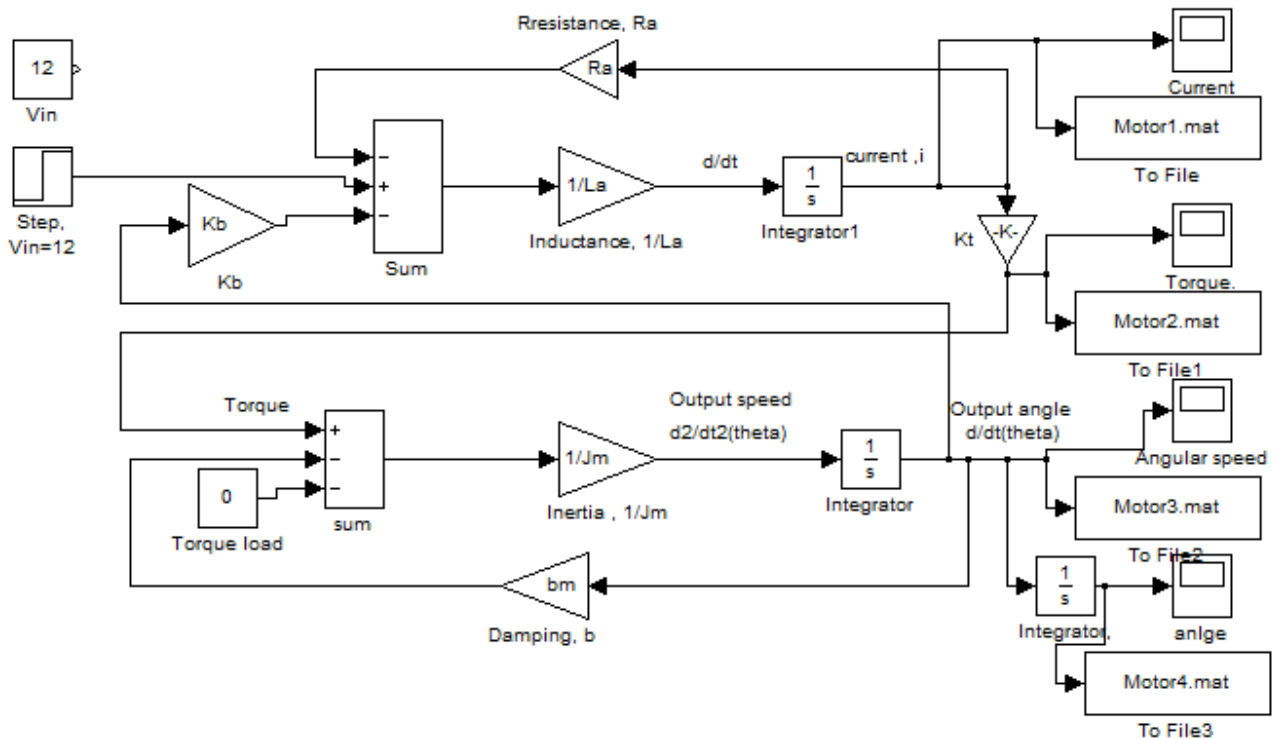 Rresistance, Ra
Ra
12
Vin
Current
Motor1.mat
To File
Step,
Vin=12
Kb
Kb
−
+
−
Sum
1/La
Inductance, 1/La
d/dt
1
s
Integrator1
current ,i
Kt
-K-
Torque.
Motor2.mat
To File1
Torque
+
−
−
sum
0
Torque load
1/Jm
Inertia , 1/Jm
Output speed
d2/dt2(theta)
1
s
Integrator
Output angle
d/dt(theta)
Angular speed
Motor3.mat
To File2
bm
Damping, b
1
s
Integrator,
anlge
Motor4.mat
To File3